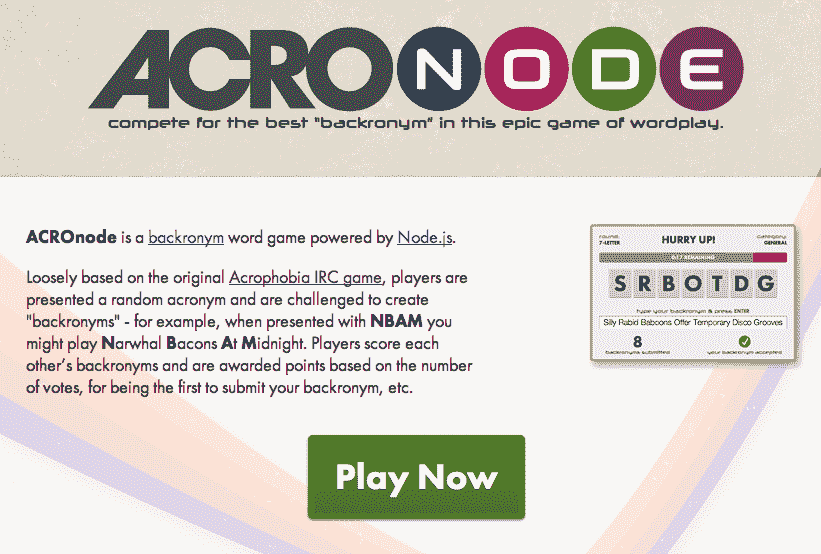 ACRONODE
compete for the best "backronym" in this epic game of wordplay.
ACROnode is a backronym word game powered by Node.js.
Loosely based on the original Acrophobia IRC game, players are
presented a random acronym and are challenged to create
"backronyms" - for example, when presented with NBAM you
might play Narwhal Bacons At Midnight. Players score each
other's backronyms and are awarded points based on the number
of votes, for being the first to submit your backronym, etc.
round:
7-LETTER
HURRY UP!
category:
GENERAL
REMAINING
S R B O T D G
type your backronym & press ENTER
Silly Rabid Baboons Offer Temporary Disco Grooves
8
backronyms submitted
your backronym accepted
Play Now